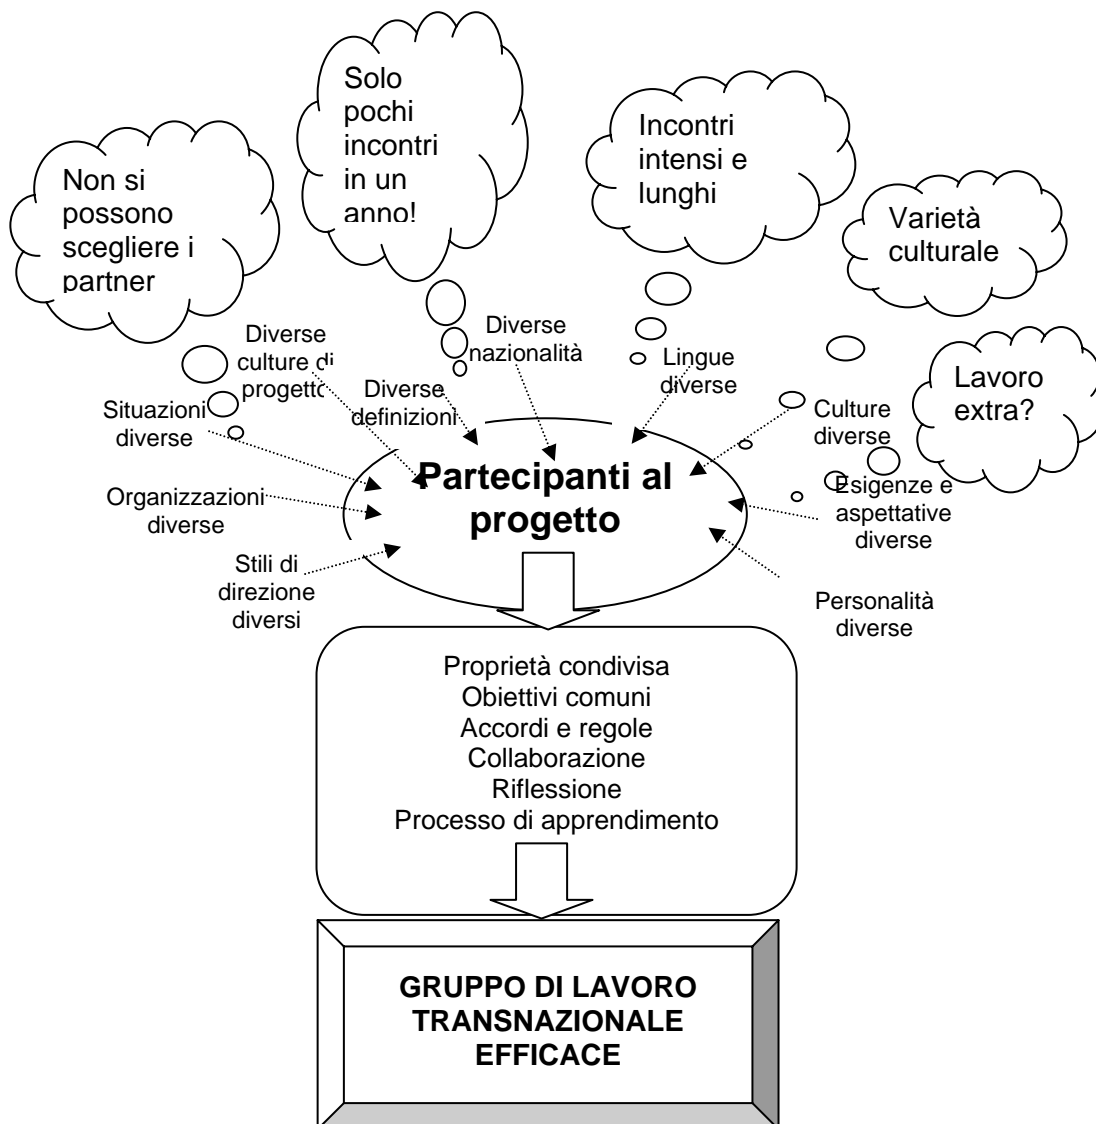 Solo
pochi
incontri
in un
anno!
Incontri
intensi e
lunghi
Non si
possono
scegliere i
partner
Varietà
culturale
Lavoro
extra?
Diverse
culture di
progetto
Diverse
nazionalità
Lingue
diverse
Diverse
definizioni
Situazioni
diverse
Culture
diverse
Organizzazioni
diverse
Esigenze e
aspettative
diverse
Stili di
direzione
diversi
Personalità
diverse
Partecipanti al
progetto
Proprietà condivisa
Obiettivi comuni
Accordi e regole
Collaborazione
Riflessione
Processo di apprendimento
GRUPPO DI LAVORO
TRANSNAZIONALE
EFFICACE